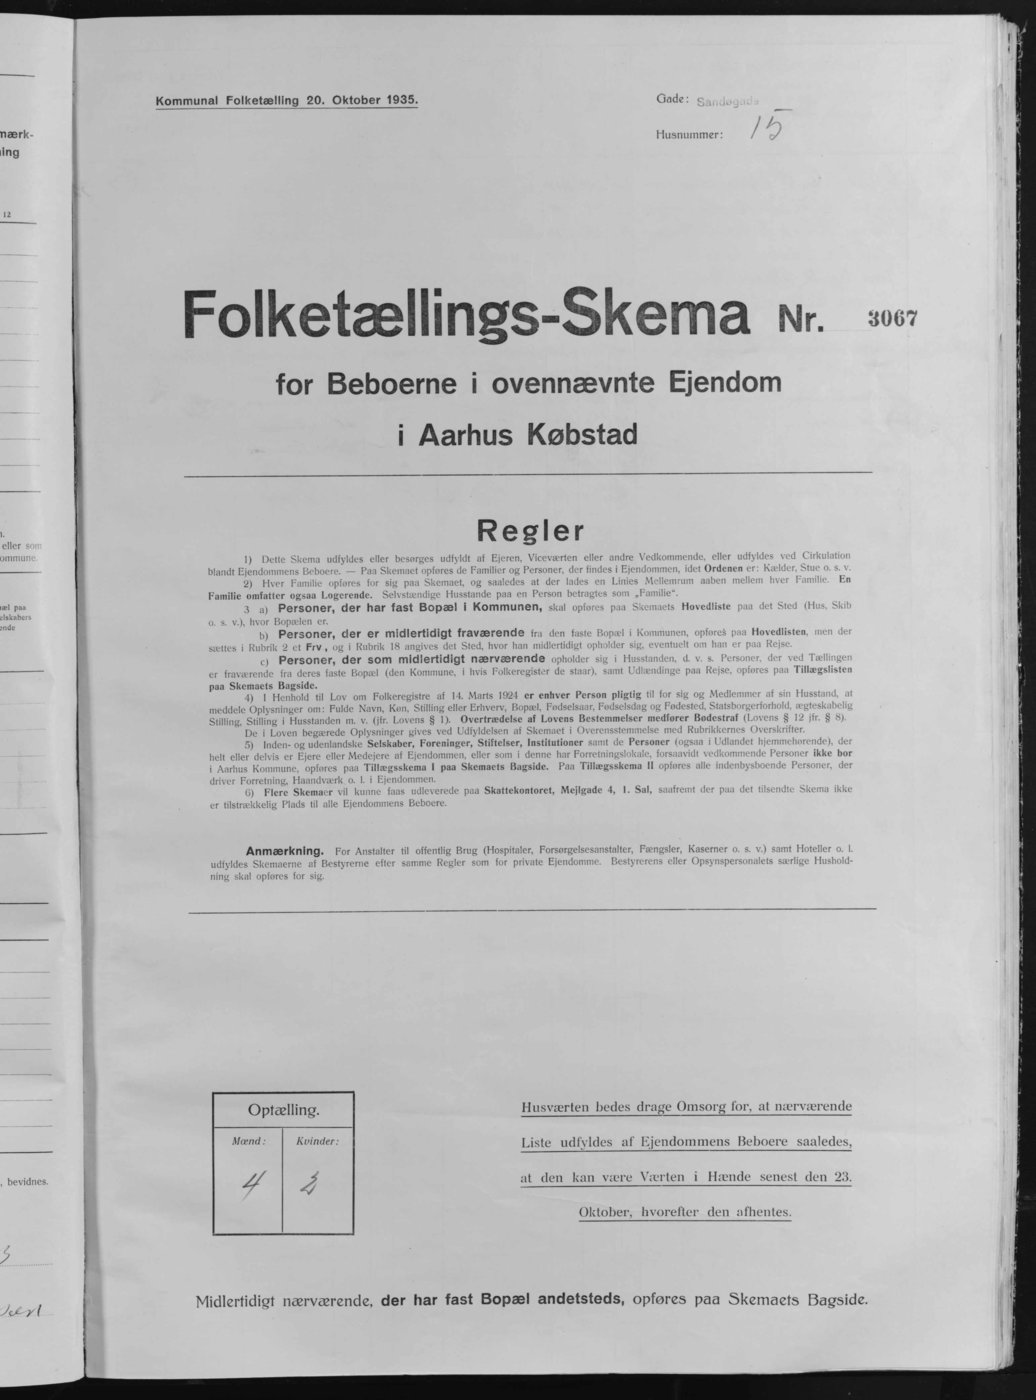 mærk-
ning
12
eller som
ommune.
æl paa
elskabers
ende
, bevidnes.
Kommunal Folketælling 20. Oktober 1935.
Gade: Sandøgade
Husnummer: 15
Folketællings-Skema Nr. 3067
for Beboerne i ovennævnte Ejendom
i Aarhus Købstad
Regler
1) Dette Skema udfyldes eller besørges udfyldt af Ejeren, Viceværten eller andre Vedkommende, eller udfyldes ved Cirkulation
blandt Ejendommens Beboere. — Paa Skemaet opføres de Familier og Personer, der findes i Ejendommen, idet Ordenen er: Kælder, Stue o. s. v.
2) Hver Familie opføres for sig paa Skemaet, og saaledes at der lades en Linies Mellemrum aaben mellem hver Familie. En
Familie omfatter ogsaa Logerende. Selvstændige Husstande paa en Person betragtes som „Familie“.
3 a) Personer, der har fast Bopæl i Kommunen, skal opføres paa Skemaets Hovedliste paa det Sted (Hus, Skib
o. s. v.), hvor Bopælen er.
b) Personer, der er midlertidigt fraværende fra den faste Bopæl i Kommunen, opføres paa Hovedlisten, men der
sættes i Rubrik 2 et Frv, og i Rubrik 18 angives det Sted, hvor han midlertidigt opholder sig, eventuelt om han er paa Rejse.
c) Personer, der som midlertidigt nærværende opholder sig i Husstanden, d. v. s. Personer, der ved Tællingen
er fraværende fra deres faste Bopæl (den Kommune, i hvis Folkeregister de staar), samt Udlændinge paa Rejse, opføres paa Tillægslisten
paa Skemaets Bagside.
4) I Henhold til Lov om Folkeregistre af 14. Marts 1924 er enhver Person pligtig til for sig og Medlemmer af sin Husstand, at
meddele Oplysninger om: Fulde Navn, Køn, Stilling eller Erhverv, Bopæl, Fødselsaar, Fødselsdag og Fødested, Statsborgerforhold, ægteskabelig
Stilling, Stilling i Husstanden m. v. (jfr. Lovens § 1). Overtrædelse af Lovens Bestemmelser medfører Bødestraf (Lovens § 12 jfr. § 8).
De i Loven begærede Oplysninger gives ved Udfyldelsen af Skemaet i Overensstemmelse med Rubrikkernes Overskrifter.
5) Inden- og udenlandske Selskaber, Foreninger, Stiftelser, Institutioner samt de Personer (ogsaa i Udlandet hjemmehørende), der
helt eller delvis er Ejere eller Medejere af Ejendommen, eller som i denne har Forretningslokale, forsaavidt vedkommende Personer ikke bor
i Aarhus Kommune, opføres paa Tillægsskema I paa Skemaets Bagside. Paa Tillægsskema II opføres alle indenbysboende Personer, der
driver Forretning, Haandværk o. l. i Ejendommen.
6) Flere Skemaer vil kunne faas udleverede paa Skattekontoret, Mejlgade 4, 1. Sal, saafremt der paa det tilsendte Skema ikke
er tilstrækkelig Plads til alle Ejendommens Beboere.
Anmærkning. For Anstalter til offentlig Brug (Hospitaler, Forsørgelsesanstalter, Fængsler, Kaserner o. s. v.) samt Hoteller o. l.
udfyldes Skemaerne af Bestyrerne efter samme Regler som for private Ejendomme. Bestyrerens eller Opsynspersonalets særlige Hushold-
ning skal opføres for sig.
Optælling.
Mænd: Kvinder:
4
Husværten bedes drage Omsorg for, at nærværende
Liste udfyldes af Ejendommens Beboere saaledes,
at den kan være Værten i Hænde senest den 23.
Oktober, hvorefter den afhentes.
Midlertidigt nærværende, der har fast Bopæl andetsteds, opføres paa Skemaets Bagside.